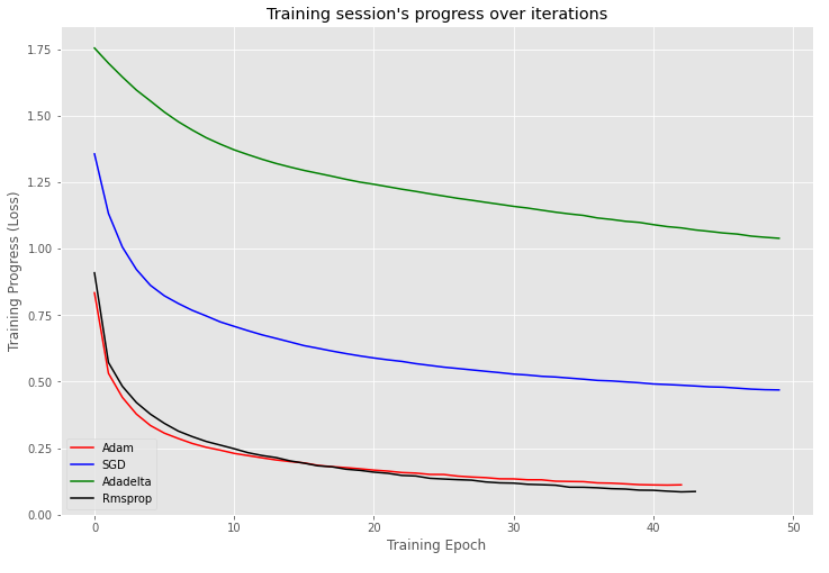 Training session's progress over iterations
Training Progress (Loss)
1.75
1.50
1.25
1.00
0.75
0.50
0.25
0.00
Adam
SGD
Adadelta
Rmsprop
0
10
20
30
40
50
Training Epoch